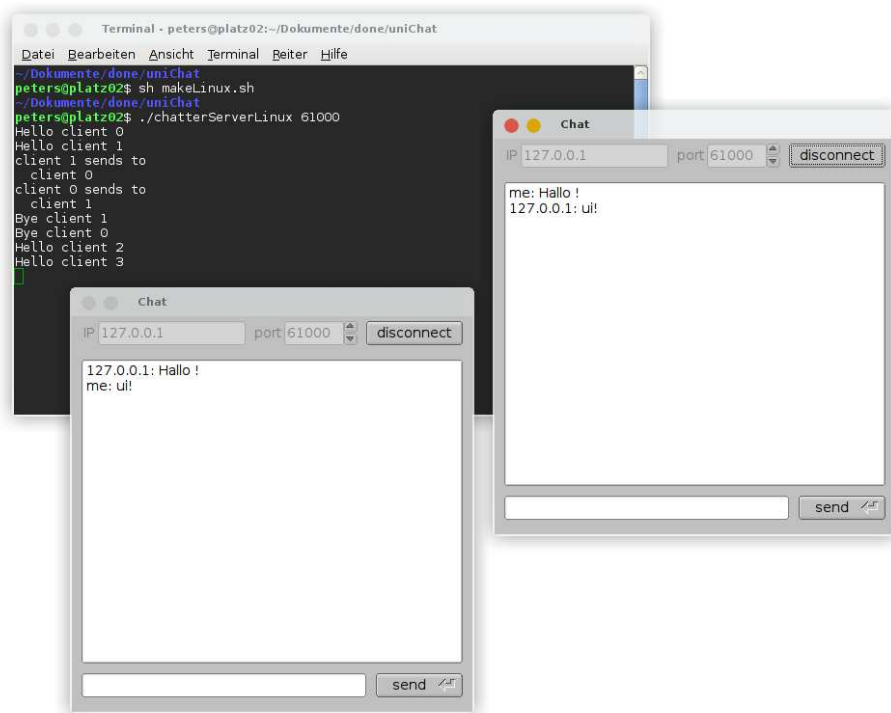 Terminal - peters@platz02:~/Dokumente/done/uniChat
Datei Bearbeiten Ansicht Terminal Reiter Hilfe
~/Dokumente/done/uniChat
peters@platz02$ sh makeLinux.sh
~/Dokumente/done/uniChat
peters@platz02$ ./chatterServerLinux 61000
Hello client 0
Hello client 1
client 1 sends to
client 0
client 0 sends to
client 1
Bye client 1
Bye client 0
Hello client 2
Hello client 3
Chat
IP 127.0.0.1 port 61000 disconnect
me: Hallo !
127.0.0.1: ui!
send
Chat
IP 127.0.0.1 port 61000 disconnect
127.0.0.1: Hallo !
me: ui!
send